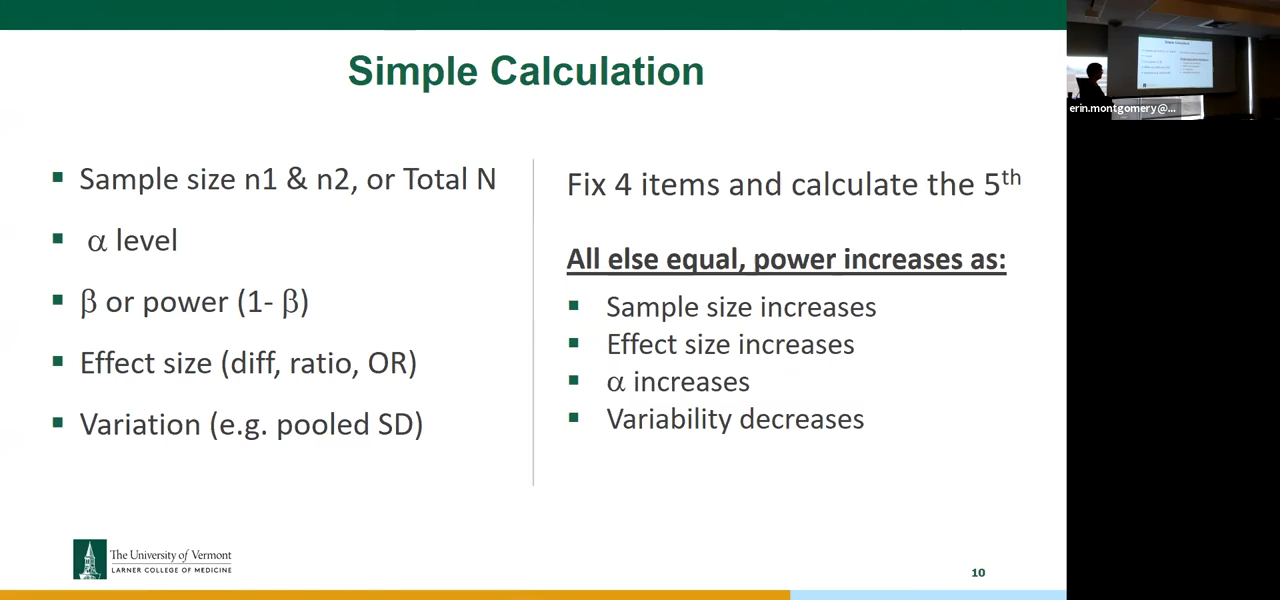 Simple Calculation
Sample size n1 & n2, or Total N
α level
β or power (1- β)
Effect size (diff, ratio, OR)
Variation (e.g. pooled SD)
Fix 4 items and calculate the 5th
All else equal, power increases as:
Sample size increases
Effect size increases
α increases
Variability decreases
The University of Vermont
LARNER COLLEGE OF MEDICINE
10
erin.montgomery@...
Simple Calculation